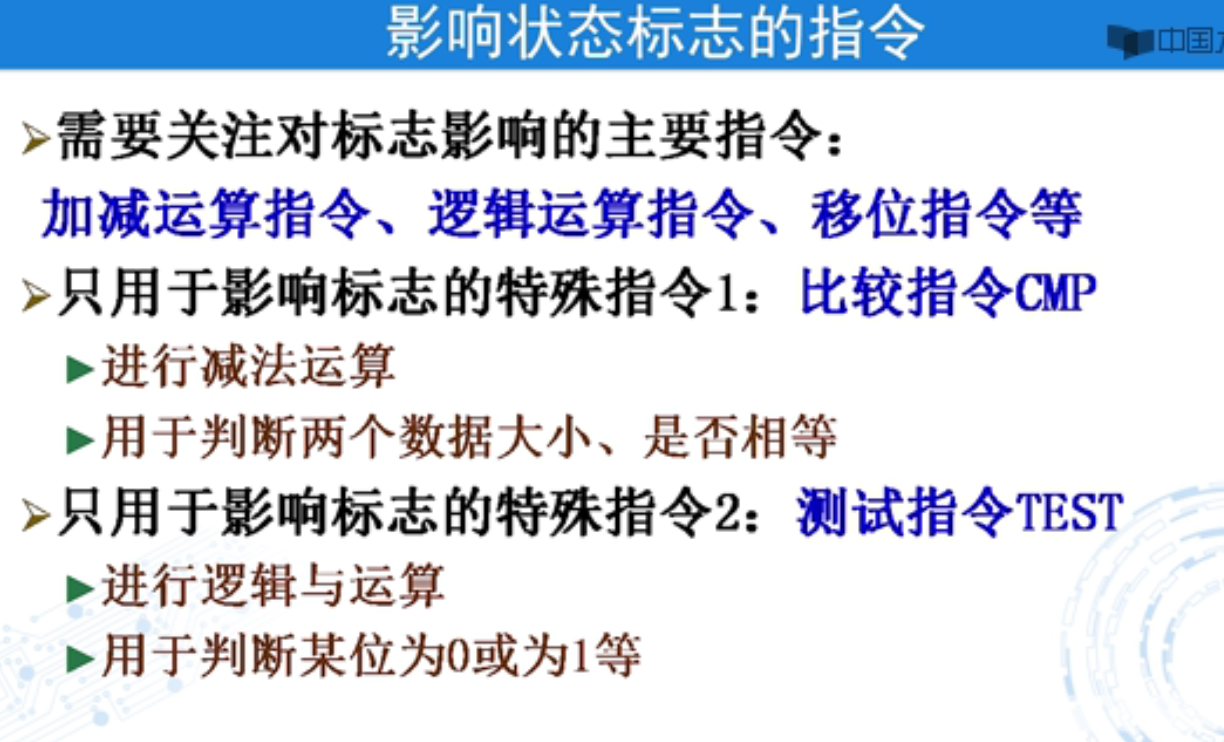 影响状态标志的指令
中国
需要关注对标志影响的主要指令：
加减运算指令、逻辑运算指令、移位指令等
只用于影响标志的特殊指令1：比较指令CMP
进行减法运算
用于判断两个数据大小、是否相等
只用于影响标志的特殊指令2：测试指令TEST
进行逻辑与运算
用于判断某位为0或为1等